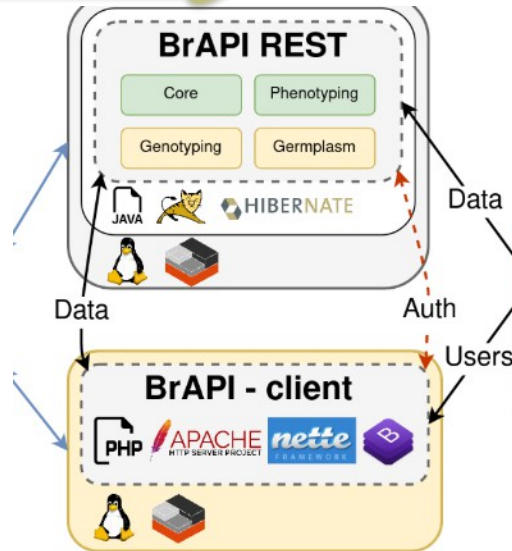 BrAPI REST
Core
Phenotyping
Genotyping
Germplasm
JAVA
HIBERNATE
Data
Data
Auth
Users
BrAPI - client
PHP
APACHE
HTTP SERVER PROJECT
nette
FRAMEWORK
B